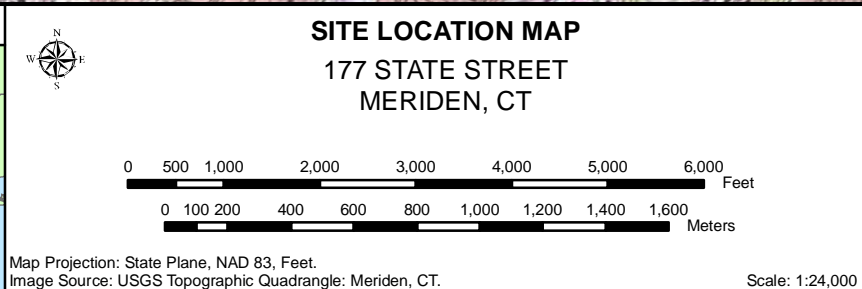 SITE LOCATION MAP
N
W E
S
177 STATE STREET
MERIDEN, CT
0 500 1,000 2,000 3,000 4,000 5,000 6,000
Feet
0 100 200 400 600 800 1,000 1,200 1,400 1,600
Meters
Map Projection: State Plane, NAD 83, Feet.
Image Source: USGS Topographic Quadrangle: Meriden, CT. Scale: 1:24,000